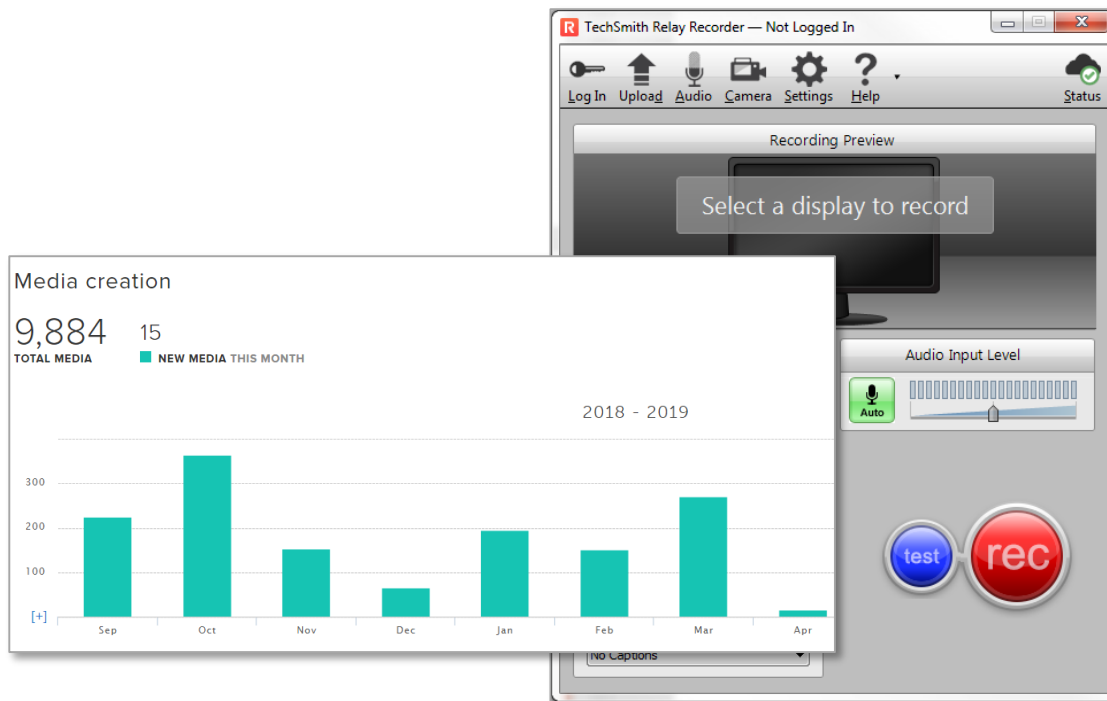 TechSmith Relay Recorder — Not Logged In
Log In Upload Audio Camera Settings Help Status
Recording Preview
Select a display to record
Media creation
9,884 15
TOTAL MEDIA NEW MEDIA THIS MONTH
2018 - 2019
300
200
100
[+]
Sep Oct Nov Dec Jan Feb Mar Apr
Audio Input Level
Auto
test rec
No Captions